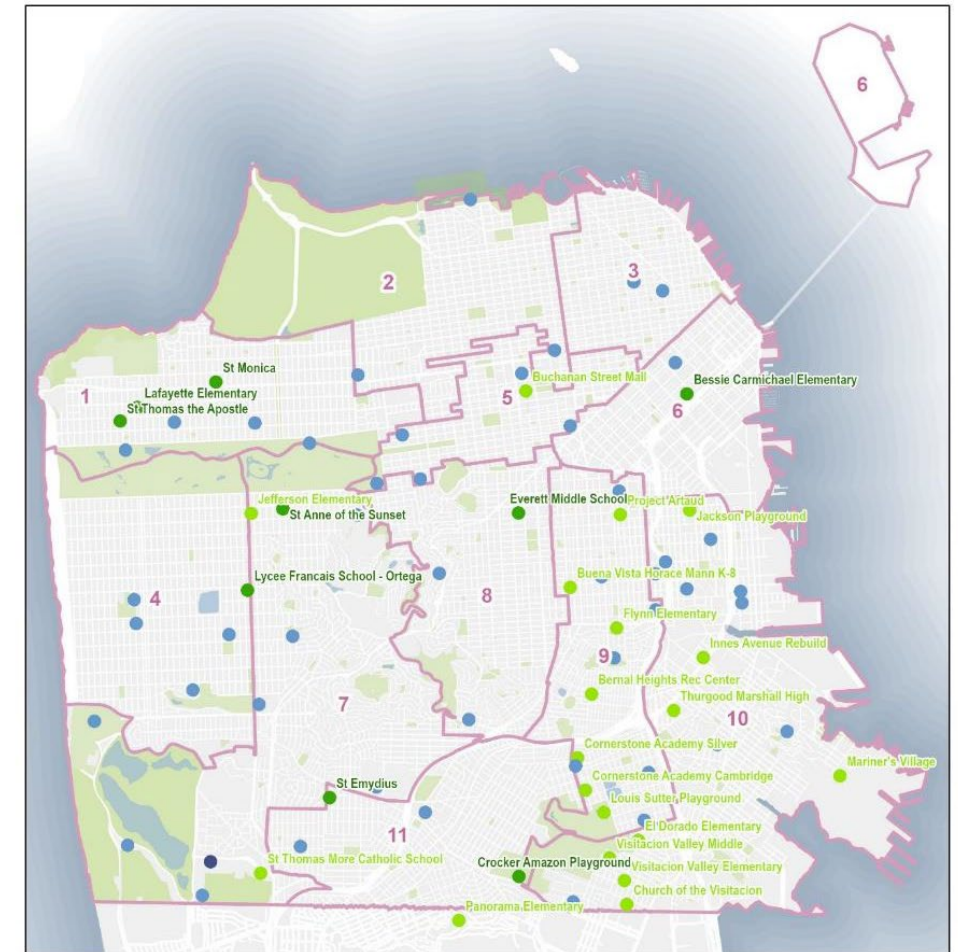 6
2
3
St Monica
Lafayette Elementary
1
St Thomas the Apostle
Buchanan Street Mall
5
Bessie Carmichael Elementary
6
Jefferson Elementary
St Anne of the Sunset
Everett Middle School
Project Artaud
Jackson Playground
Lycee Francais School - Ortega
Buena Vista Horace Mann K-8
4
8
Flynn Elementary
9
Innes Avenue Rebuild
Bernal Heights Rec Center
Thurgood Marshall High
7
10
Cornerstone Academy Silver
Mariner's Village
Cornerstone Academy Cambridge
St Emydius
Louis Sutter Playground
11
El Dorado Elementary
Visitacion Valley Middle
St Thomas More Catholic School
Crocker Amazon Playground
Visitacion Valley Elementary
Church of the Visitacion
Panorama Elementary